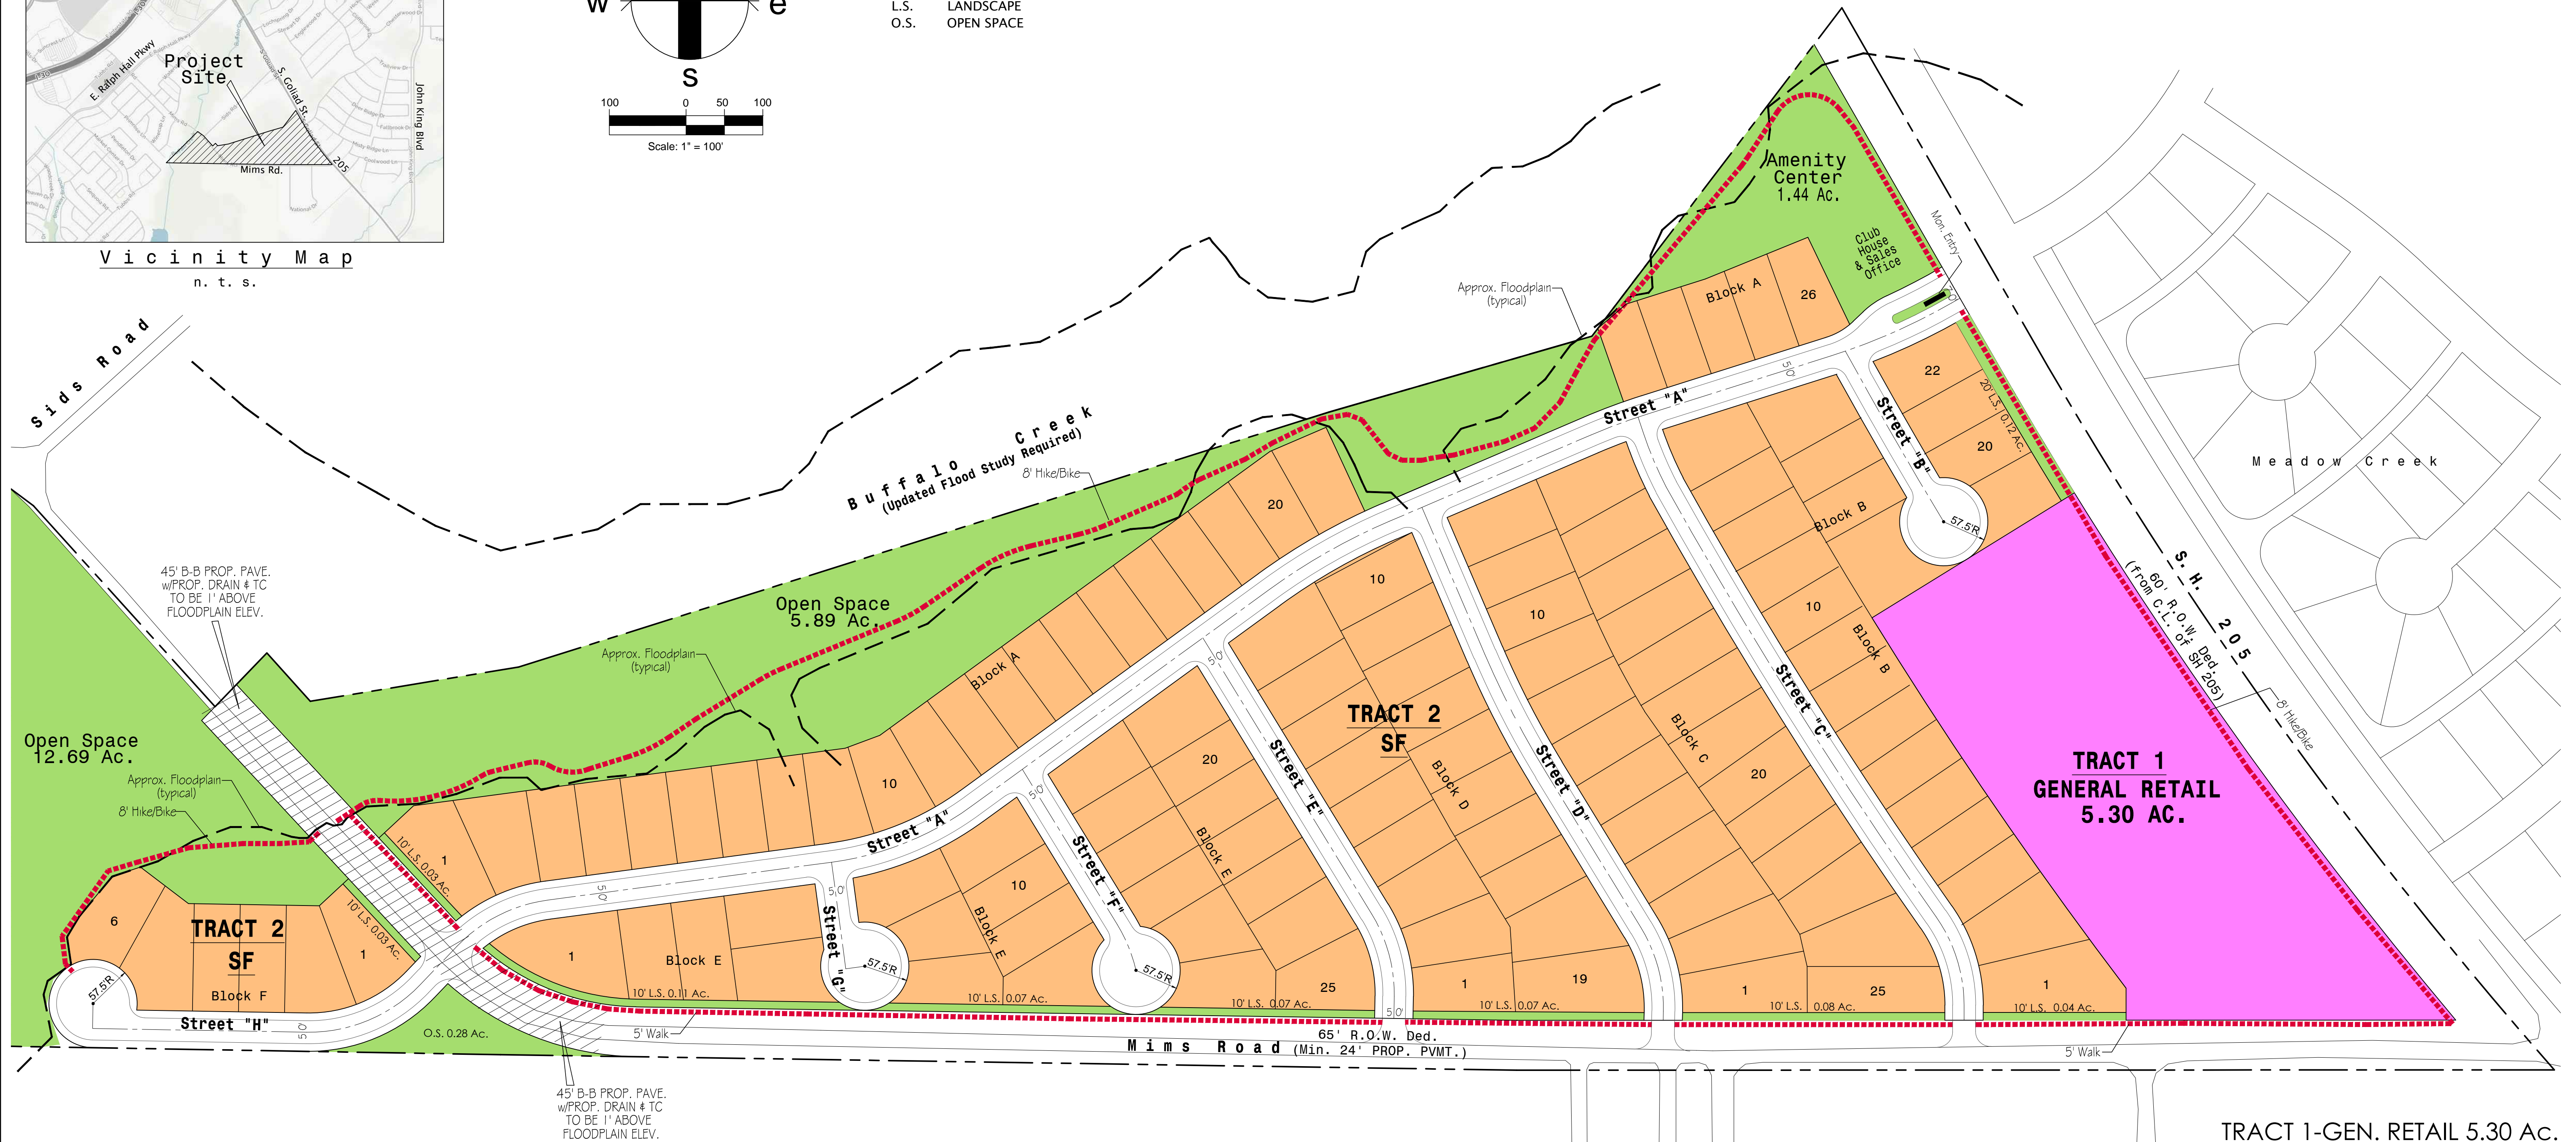 L.S. LANDSCAPE
O.S. OPEN SPACE
w e
S
100 0 50 100
Scale: 1" = 100'
E. Ralph Hall Pkwy
Project
Site
S. Goliad St.
John King Blvd
205
Mims Rd.
Vicinity Map
n. t. s.
Sids Road
Amenity
Center
1.44 Ac.
Club
House
& Sales
Office
Mon. Entry
Approx. Floodplain
(typical)
Block A
26
50'
22
20
20' L.S. 0.12 Ac.
Street "A"
Street "B"
57.5'R
Block B
Buffalo Creek
(Updated Flood Study Required)
8' Hike/Bike
20
Meadow Creek
S. H. 205
60' R.O.W. Ded.
(from C.L. of SH 205)
8' Hike/Bike
45' B-B PROP. PAVE.
w/PROP. DRAIN & TC
TO BE 1' ABOVE
FLOODPLAIN ELEV.
Open Space
5.89 Ac.
Approx. Floodplain
(typical)
Block A
50'
10
10
10
Block B
TRACT 2
SF
Block C
Street "C"
20
Street "D"
Block D
Street "E"
20
Block E
TRACT 1
GENERAL RETAIL
5.30 AC.
Open Space
12.69 Ac.
Approx. Floodplain
(typical)
8' Hike/Bike
10
50'
Street "A"
Street "F"
10
Block E
50'
50'
Street "G"
57.5'R
57.5'R
1
10' L.S. 0.03 Ac.
10' L.S. 0.03 Ac.
6
TRACT 2
SF
1
Block F
57.5'R
Street "H"
50'
1
Block E
10' L.S. 0.11 Ac.
10' L.S. 0.07 Ac.
10' L.S. 0.07 Ac.
25
50'
1
19
10' L.S. 0.07 Ac.
1
25
10' L.S. 0.08 Ac.
1
10' L.S. 0.04 Ac.
O.S. 0.28 Ac.
5' Walk
65' R.O.W. Ded.
Mims Road (Min. 24' PROP. PVMT.)
5' Walk
45' B-B PROP. PAVE.
w/PROP. DRAIN & TC
TO BE 1' ABOVE
FLOODPLAIN ELEV.
TRACT 1-GEN. RETAIL 5.30 Ac.